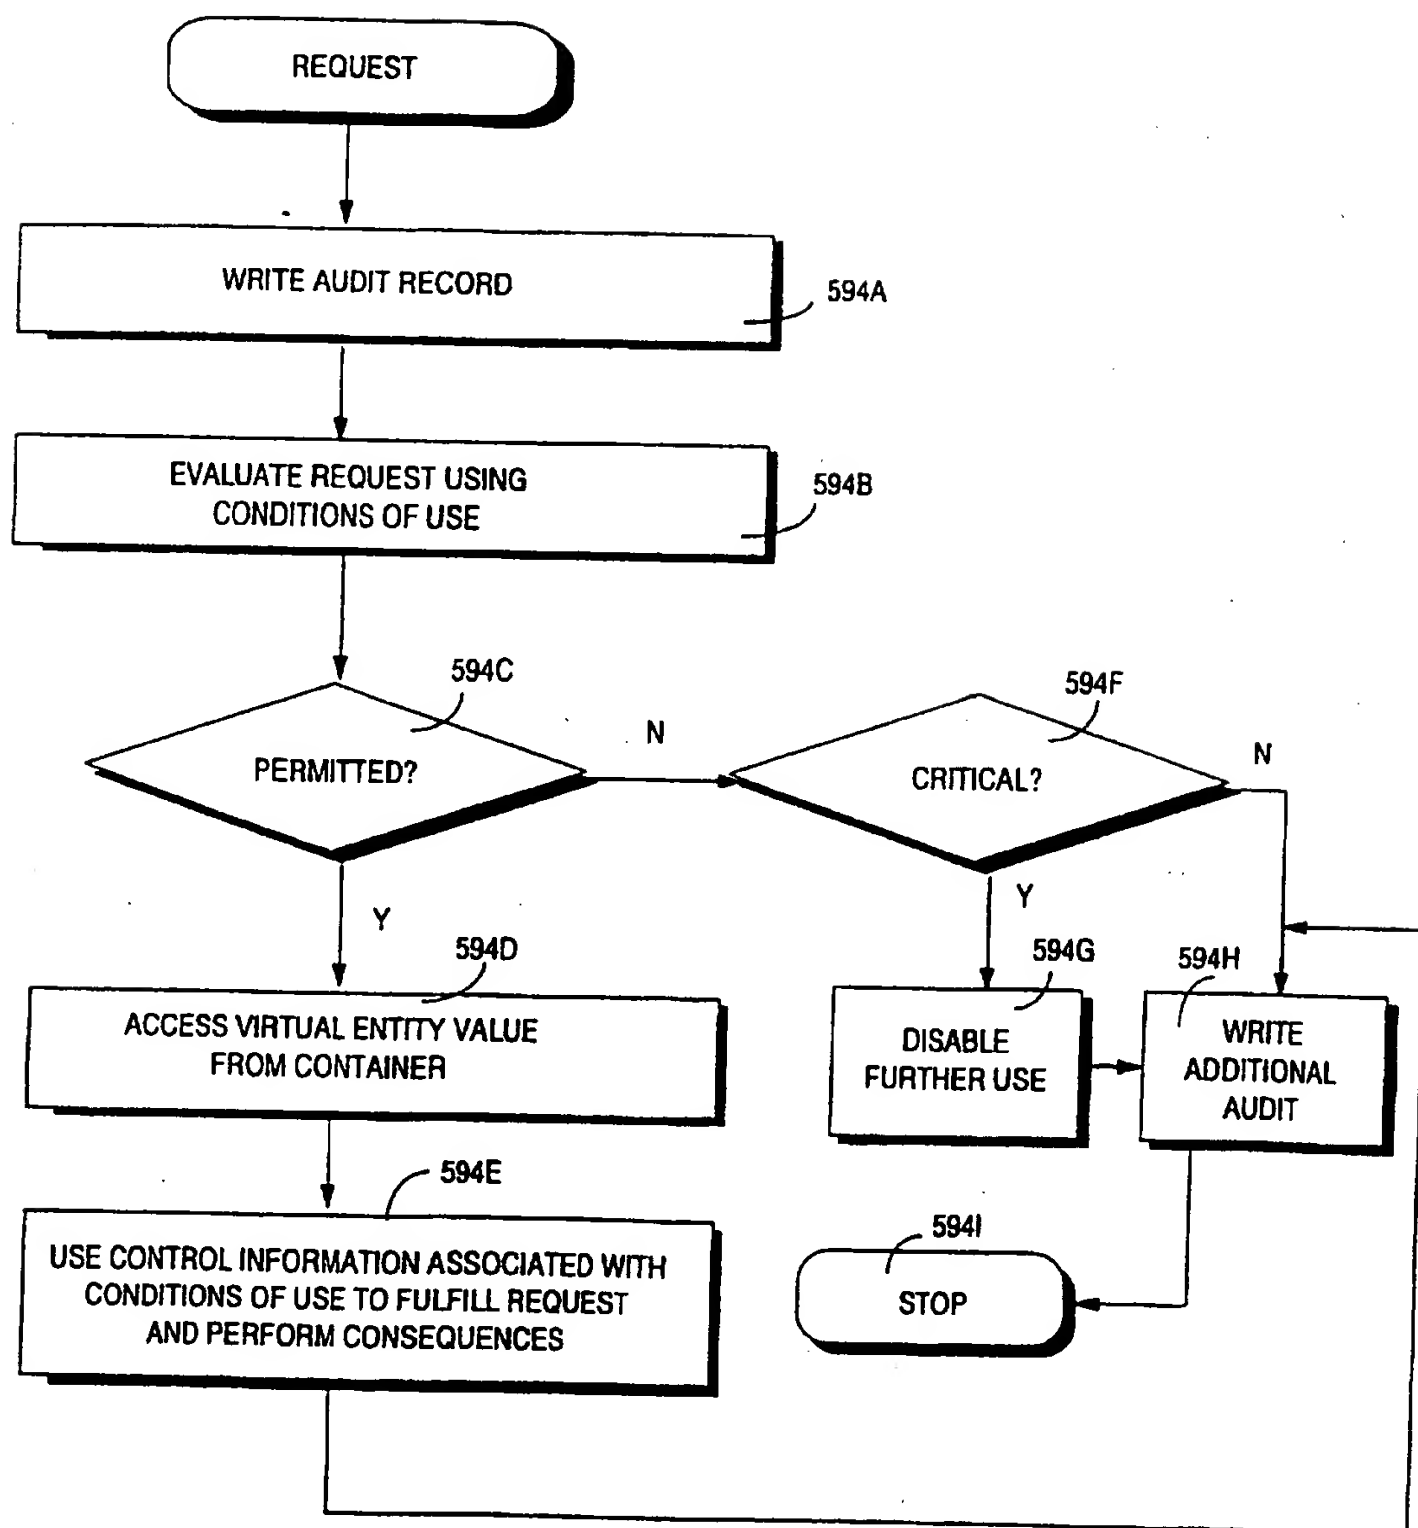 REQUEST
WRITE AUDIT RECORD
594A
EVALUATE REQUEST USING
CONDITIONS OF USE
594B
594C
PERMITTED?
N
594F
CRITICAL?
N
Y
Y
594D
ACCESS VIRTUAL ENTITY VALUE
FROM CONTAINER
594G
DISABLE
FURTHER USE
594H
WRITE
ADDITIONAL
AUDIT
594E
USE CONTROL INFORMATION ASSOCIATED WITH
CONDITIONS OF USE TO FULFILL REQUEST
AND PERFORM CONSEQUENCES
594I
STOP